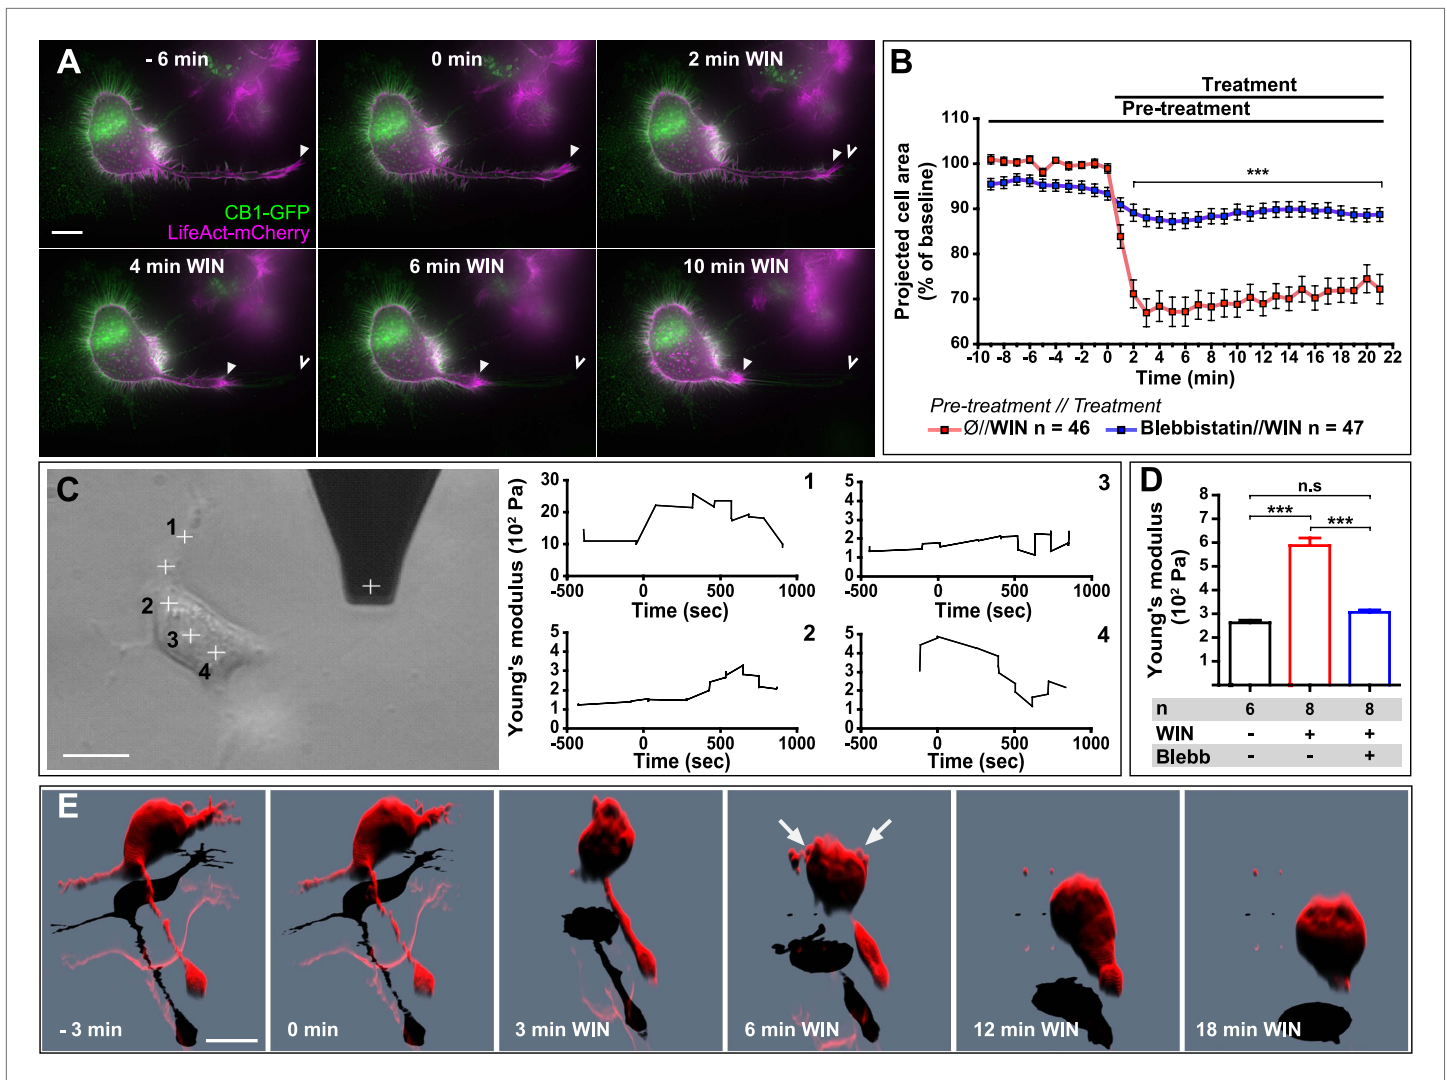 A
- 6 min
0 min
2 min WIN
CB1-GFP
LifeAct-mCherry
4 min WIN
6 min WIN
10 min WIN
B
Treatment
Pre-treatment
***
Projected cell area
(% of baseline)
110
100
90
80
70
60
-10 -8 -6 -4 -2 0 2 4 6 8 10 12 14 16 18 20 22
Time (min)
Pre-treatment // Treatment
Ø//WIN n = 46
Blebbistatin//WIN n = 47
C
1
2
3
4
Young's modulus (10² Pa)
1
30
20
10
0
-500 0 500 1000
Time (sec)
3
5
4
3
2
1
0
-500 0 500 1000
Time (sec)
2
5
4
3
2
1
0
-500 0 500 1000
Time (sec)
4
5
4
3
2
1
0
-500 0 500 1000
Time (sec)
D
Young's modulus
(10² Pa)
8
7
6
5
4
3
2
1
n.s
*** ***
n 6 8 8
WIN - + +
Blebb - - +
E
- 3 min
0 min
3 min WIN
6 min WIN
12 min WIN
18 min WIN